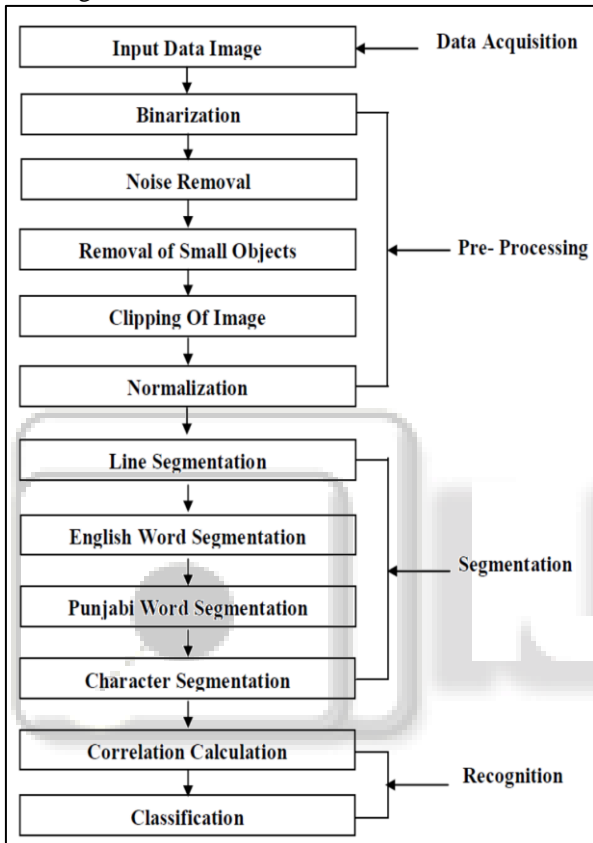 Input Data Image
Data Acquisition
Binarization
Noise Removal
Removal of Small Objects
Pre- Processing
Clipping Of Image
Normalization
Line Segmentation
English Word Segmentation
Segmentation
Punjabi Word Segmentation
Character Segmentation
Correlation Calculation
Recognition
Classification